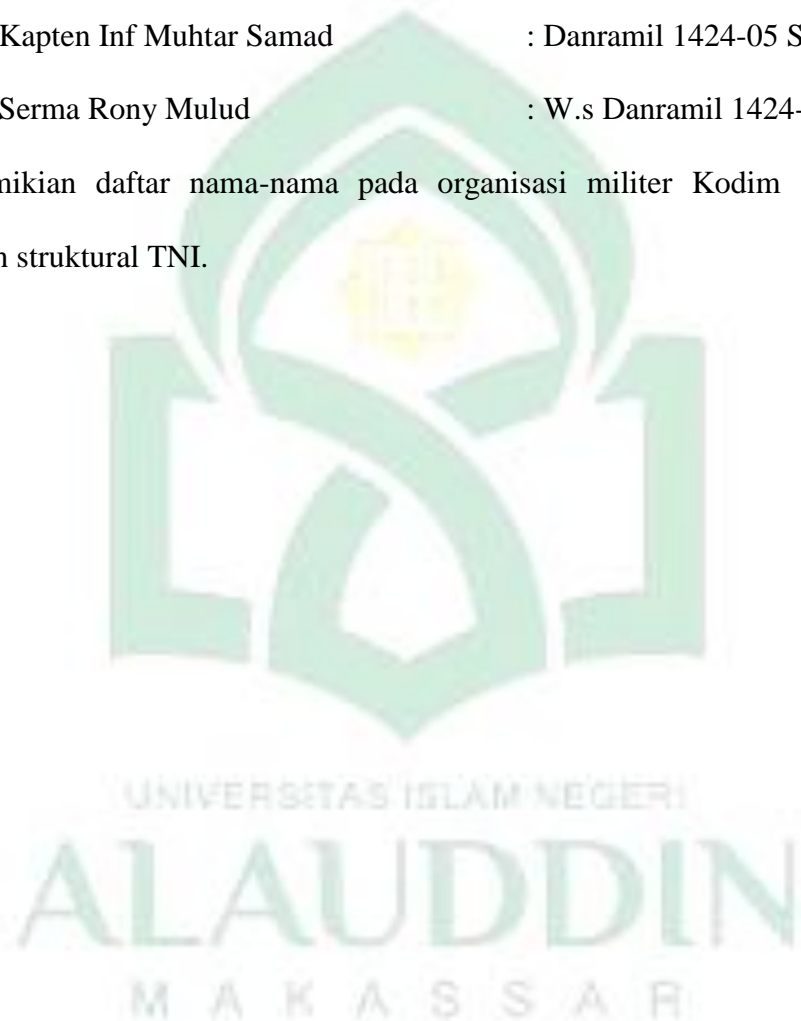 Kapten Inf Muhtar Samad : Danramil 1424-05 S
Serma Rony Mulud : W.s Danramil 1424-
mikian daftar nama-nama pada organisasi militer Kodim
struktural TNI.
UNIVERSITAS ISLAM NEGERI
ALAUDDIN
MAKASSAR